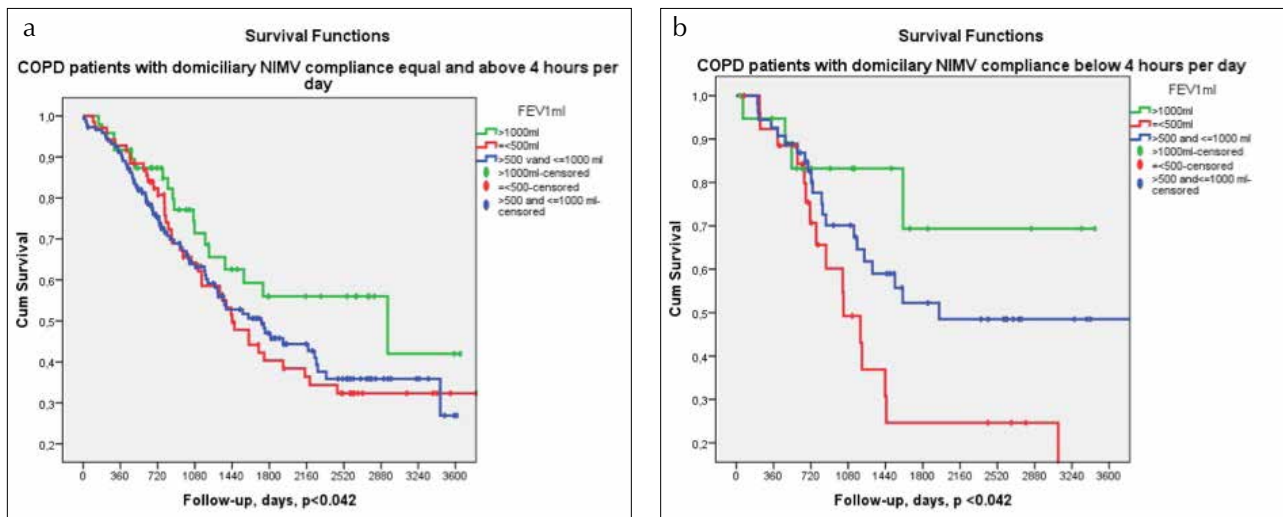 a
Survival Functions
COPD patients with domiciliary NIMV compliance equal and above 4 hours per
day
FEV1ml
>1000ml
=<500ml
>500 vand <=1000 ml
>1000ml-censored
=<500-censored
>500 and <=1000 ml-
censored
Cum Survival
1,0
0,9
0,8
0,7
0,6
0,5
0,4
0,3
0,2
0 360 720 1080 1440 1800 2160 2520 2880 3240 3600
Follow-up, days, p<0.042
b
Survival Functions
COPD patients with domicilary NIMV compliance below 4 hours per day
FEV1ml
>1000ml
=<500ml
>500 and <=1000 ml
>1000ml-censored
=<500-censored
>500 and<=1000 ml-
censored
Cum Survival
1,0
0,9
0,8
0,7
0,6
0,5
0,4
0,3
0,2
0 360 720 1080 1440 1800 2160 2520 2880 3240 3600
Follow-up, days, p <0.042